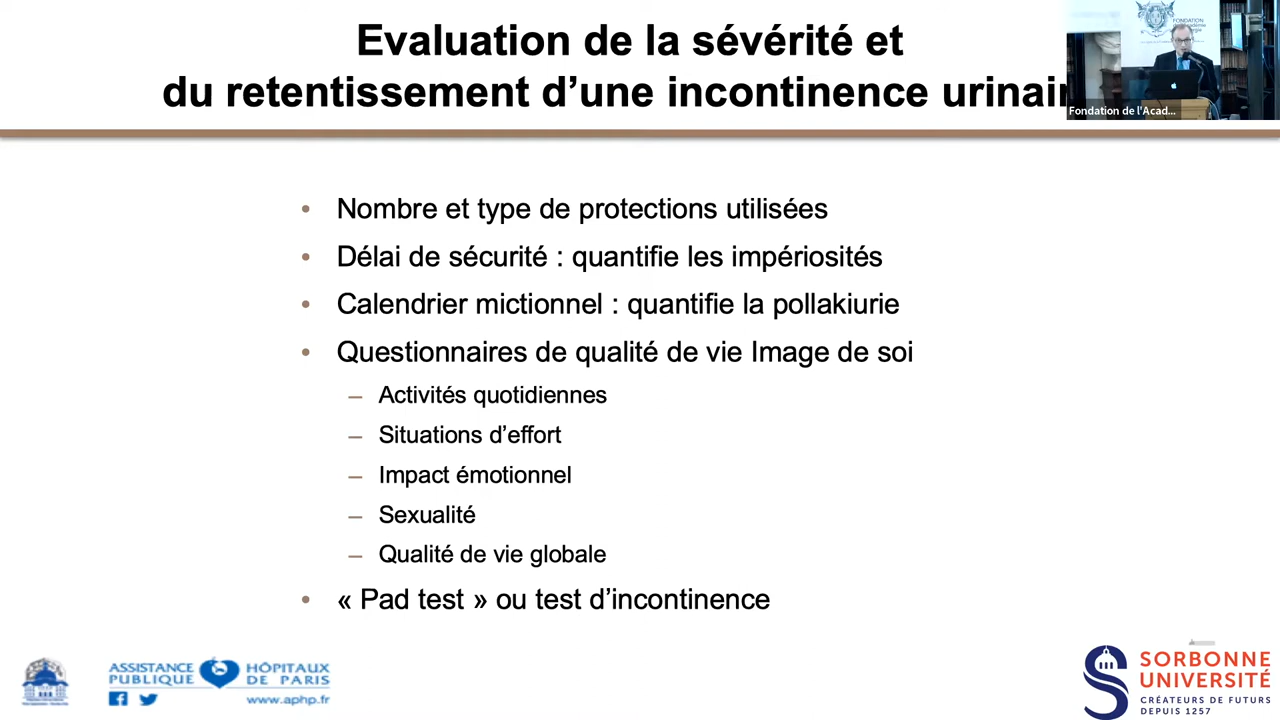 Evaluation de la sévérité et
du retentissement d’une incontinence urinair
FONDATION
Fondation de l'Acad...
• Nombre et type de protections utilisées
• Délai de sécurité : quantifie les impériosités
• Calendrier mictionnel : quantifie la pollakiurie
• Questionnaires de qualité de vie Image de soi
– Activités quotidiennes
– Situations d’effort
– Impact émotionnel
– Sexualité
– Qualité de vie globale
• « Pad test » ou test d’incontinence
ASSISTANCE HÔPITAUX
PUBLIQUE DE PARIS
www.aphp.fr
SORBONNE
UNIVERSITÉ
CRÉATEURS DE FUTURS
DEPUIS 1257